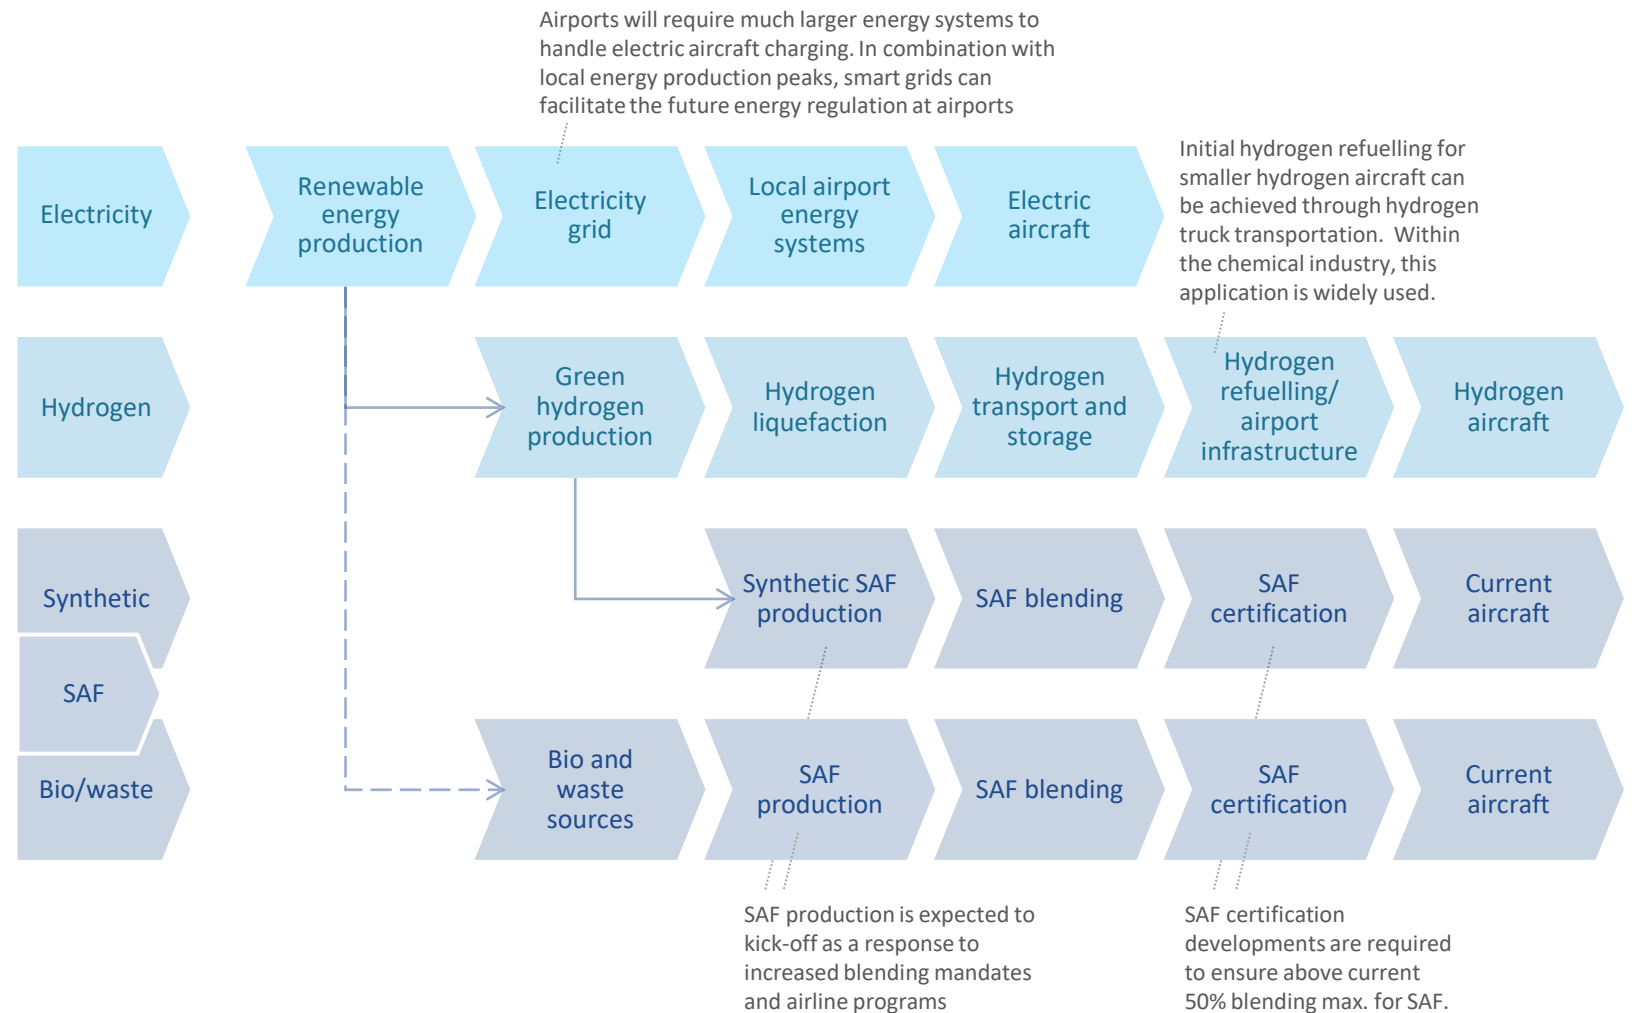 Airports will require much larger energy systems to
handle electric aircraft charging. In combination with
local energy production peaks, smart grids can
facilitate the future energy regulation at airports
Electricity
Renewable
energy
production
Electricity
grid
Local airport
energy
systems
Electric
aircraft
Initial hydrogen refuelling for
smaller hydrogen aircraft can
be achieved through hydrogen
truck transportation.  Within
the chemical industry, this
application is widely used.
Hydrogen
Green
hydrogen
production
Hydrogen
liquefaction
Hydrogen
transport and
storage
Hydrogen
refuelling/
airport
infrastructure
Hydrogen
aircraft
Synthetic
Synthetic SAF
production
SAF blending
SAF
certification
Current
aircraft
SAF
Bio/waste
Bio and
waste
sources
SAF
production
SAF blending
SAF
certification
Current
aircraft
SAF production is expected to
kick-off as a response to
increased blending mandates
and airline programs
SAF certification
developments are required
to ensure above current
50% blending max. for SAF.